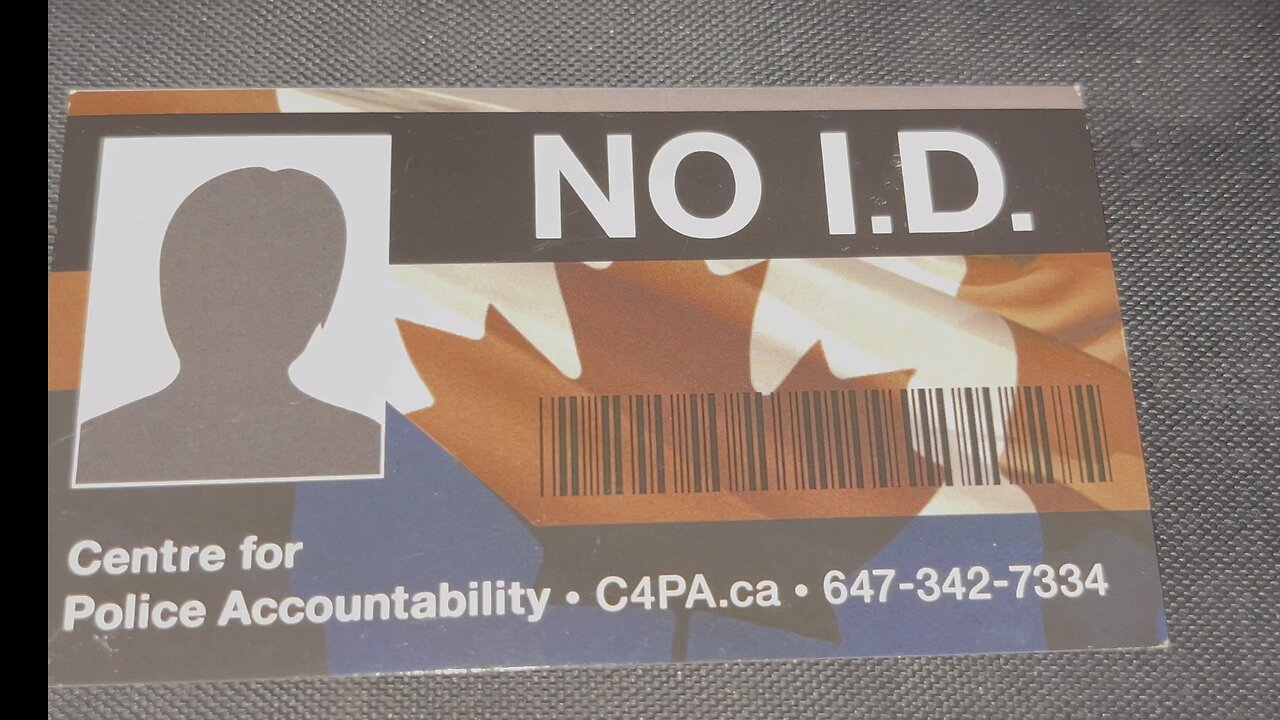 NO I.D.
Centre for
Police Accountability • C4PA.ca • 647-342-7334